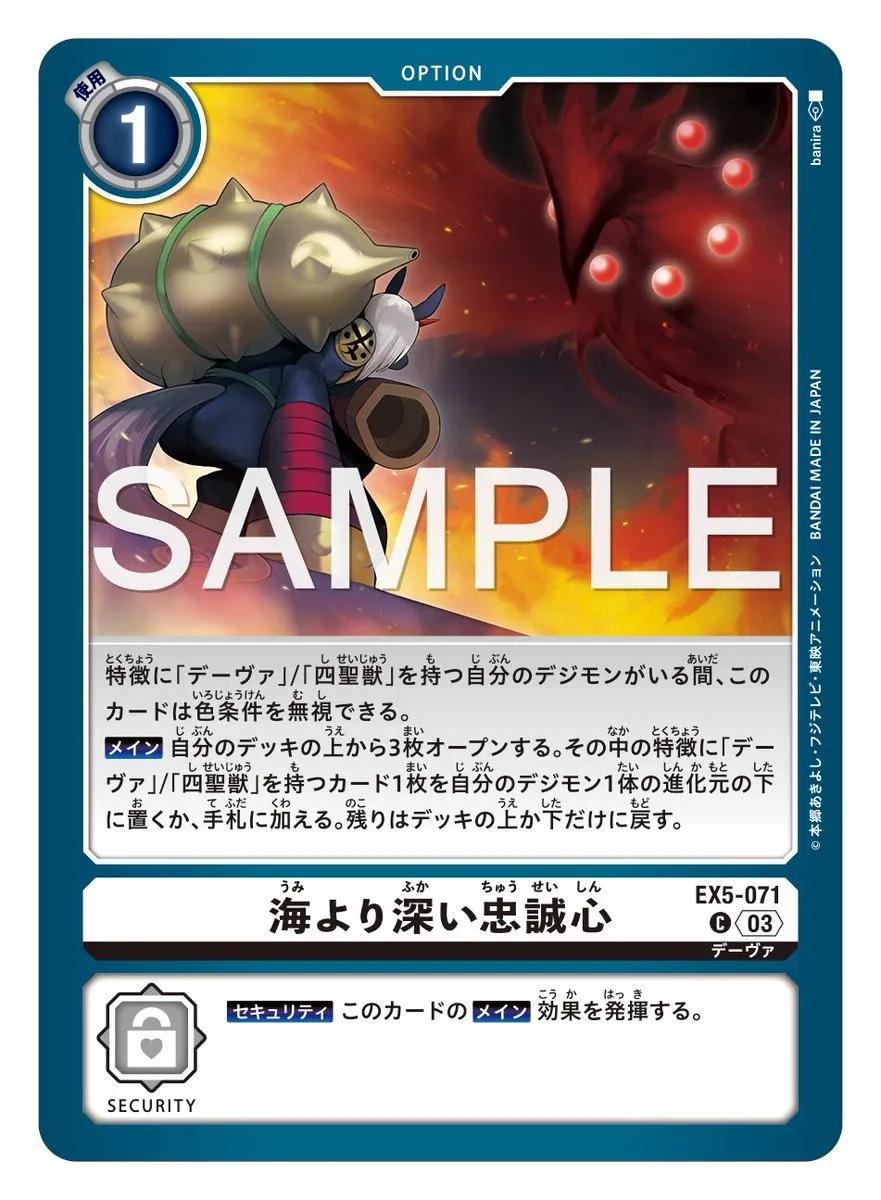 OPTION
使用
1
banira
SAMPLE
特徴に「デーヴァ」/「四聖獣」を持つ自分のデジモンがいる間、この
カードは色条件を無視できる。
メイン 自分のデッキの上から3枚オープンする。その中の特徴に「デー
ヴァ」/「四聖獣」を持つカード1枚を自分のデジモン1体の進化元の下
に置くか、手札に加える。残りはデッキの上か下だけに戻す。
©本郷あきよし・フジテレビ・東映アニメーション BANDAI MADE IN JAPAN
海より深い忠誠心
EX5-071
C 03
デーヴァ
セキュリティ このカードの メイン 効果を発揮する。
SECURITY